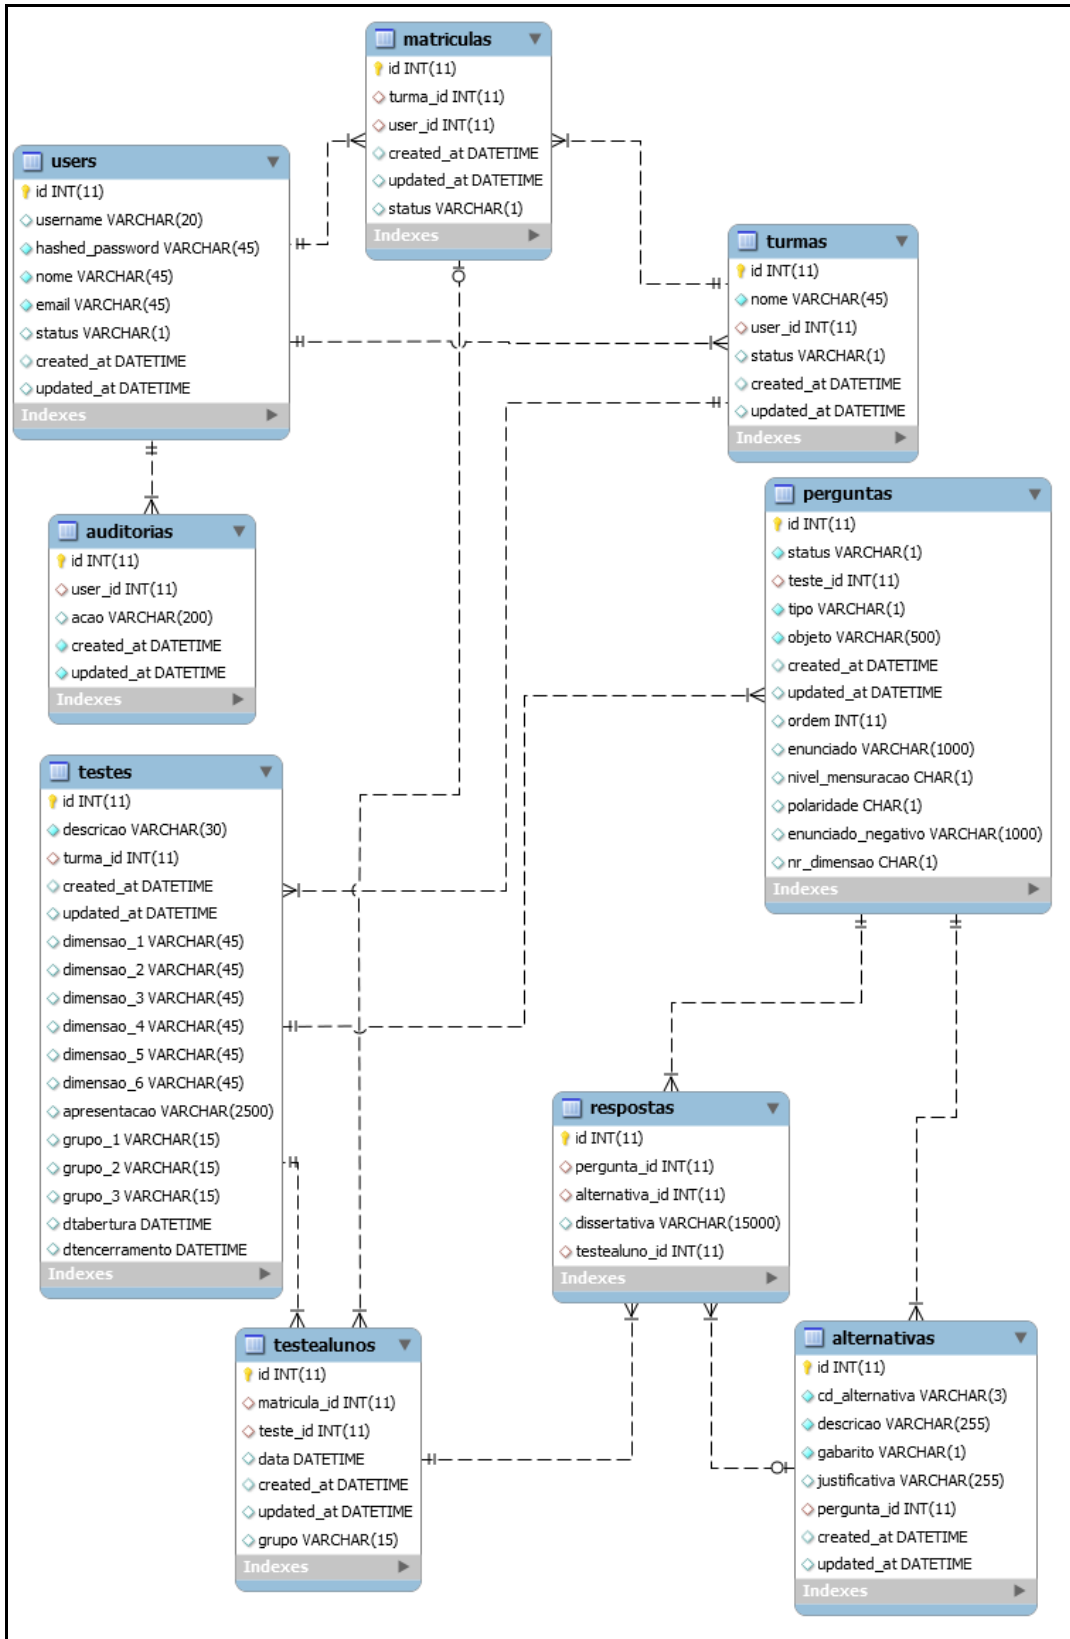 matriculas
id INT(11)
turma_id INT(11)
user_id INT(11)
created_at DATETIME
updated_at DATETIME
status VARCHAR(1)
Indexes
users
id INT(11)
username VARCHAR(20)
hashed_password VARCHAR(45)
nome VARCHAR(45)
email VARCHAR(45)
status VARCHAR(1)
created_at DATETIME
updated_at DATETIME
Indexes
turmas
id INT(11)
nome VARCHAR(45)
user_id INT(11)
status VARCHAR(1)
created_at DATETIME
updated_at DATETIME
Indexes
auditorias
id INT(11)
user_id INT(11)
acao VARCHAR(200)
created_at DATETIME
updated_at DATETIME
Indexes
perguntas
id INT(11)
status VARCHAR(1)
teste_id INT(11)
tipo VARCHAR(1)
objeto VARCHAR(500)
created_at DATETIME
updated_at DATETIME
ordem INT(11)
enunciado VARCHAR(1000)
nivel_mensuracao CHAR(1)
polaridade CHAR(1)
enunciado_negativo VARCHAR(1000)
nr_dimensao CHAR(1)
Indexes
testes
id INT(11)
descricao VARCHAR(30)
turma_id INT(11)
created_at DATETIME
updated_at DATETIME
dimensao_1 VARCHAR(45)
dimensao_2 VARCHAR(45)
dimensao_3 VARCHAR(45)
dimensao_4 VARCHAR(45)
dimensao_5 VARCHAR(45)
dimensao_6 VARCHAR(45)
apresentacao VARCHAR(2500)
grupo_1 VARCHAR(15)
grupo_2 VARCHAR(15)
grupo_3 VARCHAR(15)
dtabertura DATETIME
dtencerramento DATETIME
Indexes
respostas
id INT(11)
pergunta_id INT(11)
alternativa_id INT(11)
dissertativa VARCHAR(15000)
testealuno_id INT(11)
Indexes
testealunos
id INT(11)
matricula_id INT(11)
teste_id INT(11)
data DATETIME
created_at DATETIME
updated_at DATETIME
grupo VARCHAR(15)
Indexes
alternativas
id INT(11)
cd_alternativa VARCHAR(3)
descricao VARCHAR(255)
gabarito VARCHAR(1)
justificativa VARCHAR(255)
pergunta_id INT(11)
created_at DATETIME
updated_at DATETIME
Indexes